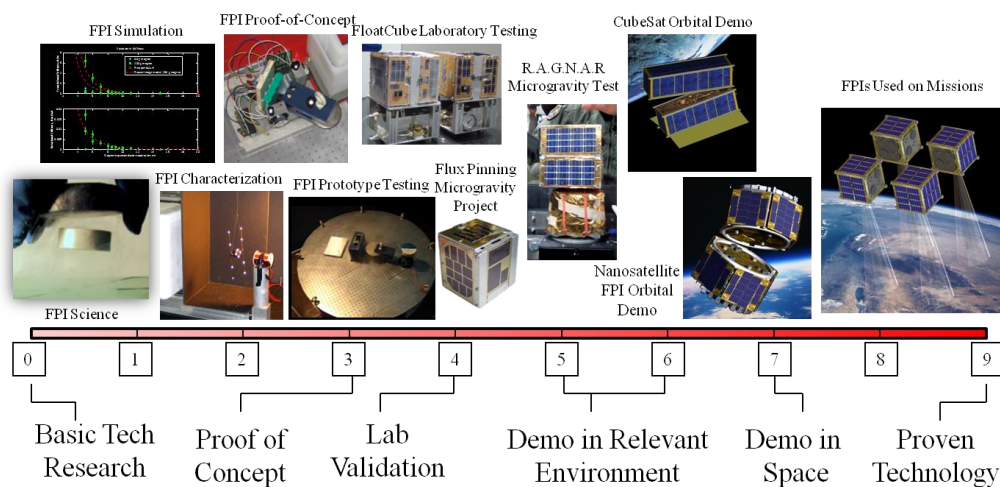 FPI Simulation
FPI Proof-of-Concept
FloatCube Laboratory Testing
R.A.G.N.A.R
Microgravity Test
CubeSat Orbital Demo
FPIs Used on Missions
FPI Science
FPI Characterization
FPI Prototype Testing
Flux Pinning
Microgravity
Project
Nanosatellite
FPI Orbital
Demo
0
1
2
3
4
5
6
7
8
9
Basic Tech
Research
Proof of
Concept
Lab
Validation
Demo in Relevant
Environment
Demo in
Space
Proven
Technology